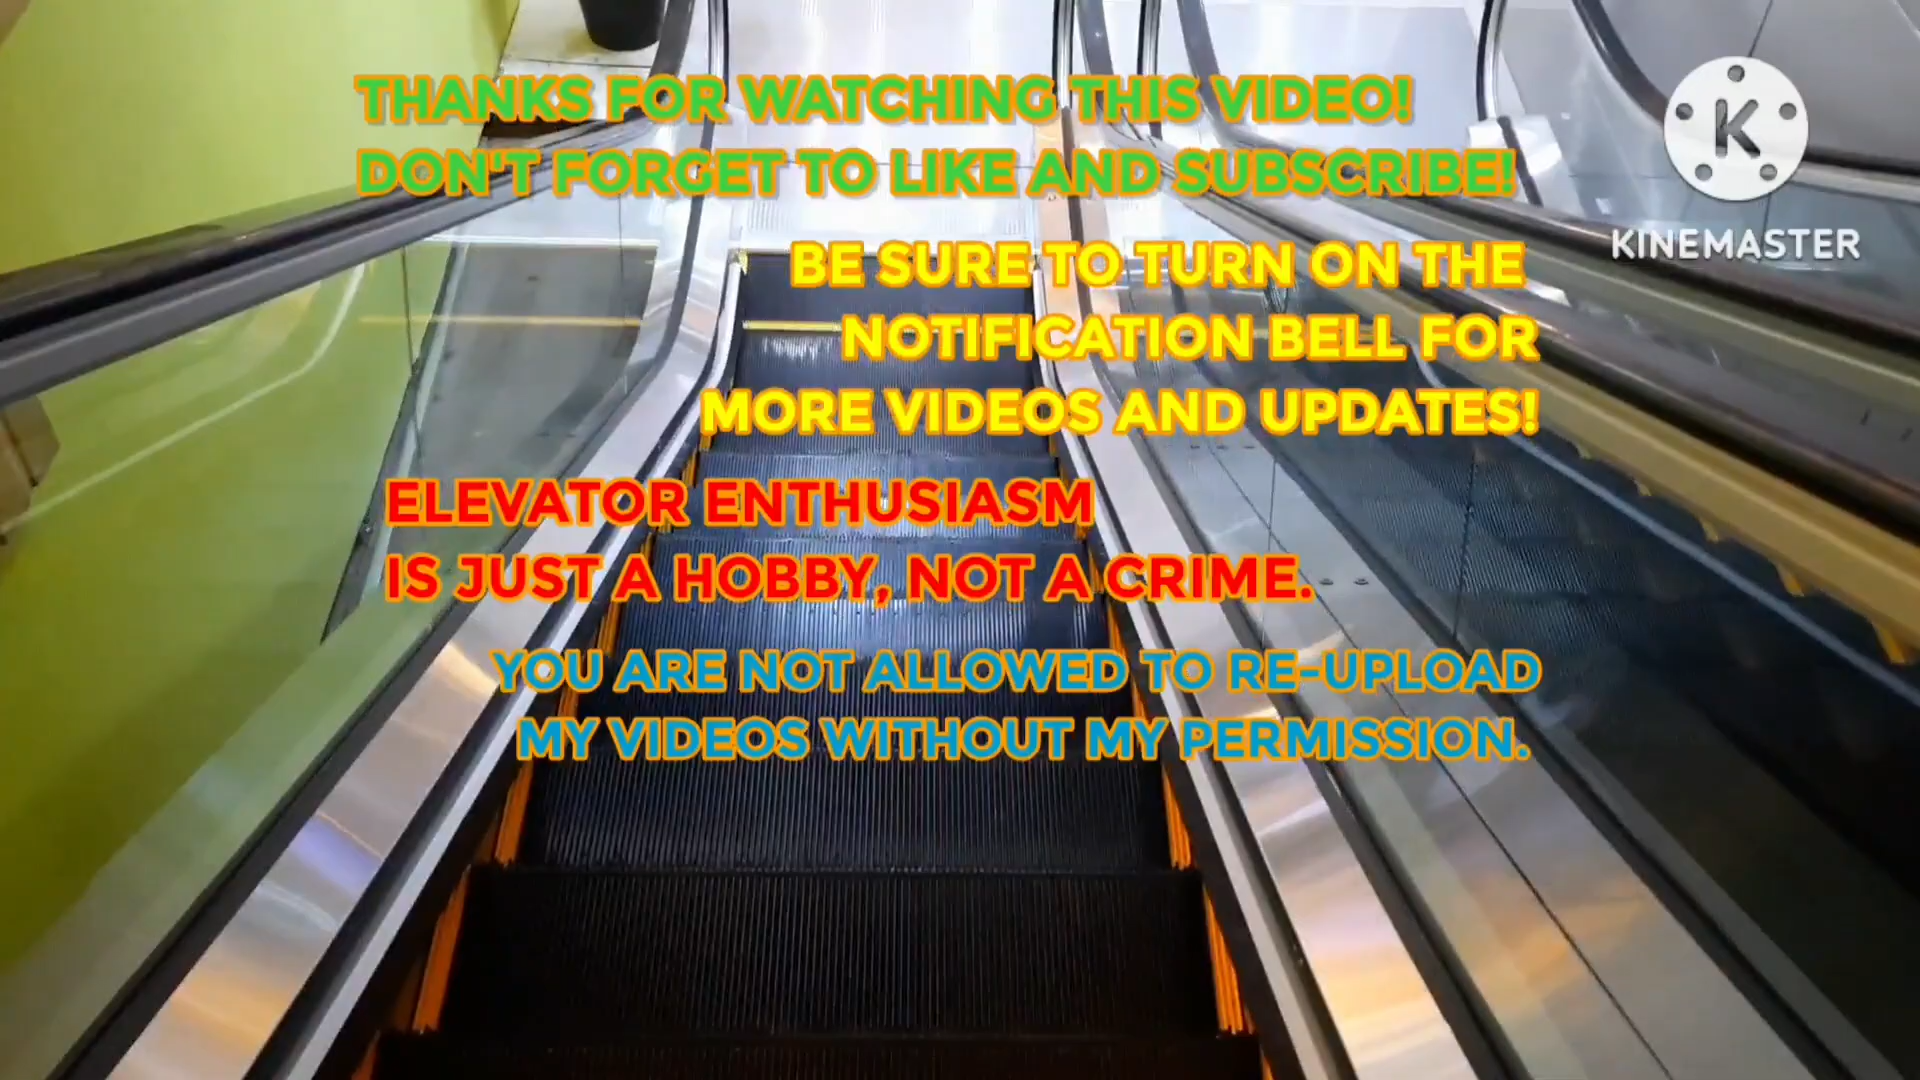 THANKS FOR WATCHING THIS VIDEO!
DON'T FORGET TO LIKE AND SUBSCRIBE!
K
KINEMASTER
BE SURE TO TURN ON THE
NOTIFICATION BELL FOR
MORE VIDEOS AND UPDATES!
ELEVATOR ENTHUSIASM
IS JUST A HOBBY, NOT A CRIME.
YOU ARE NOT ALLOWED TO RE-UPLOAD
MY VIDEOS WITHOUT MY PERMISSION.